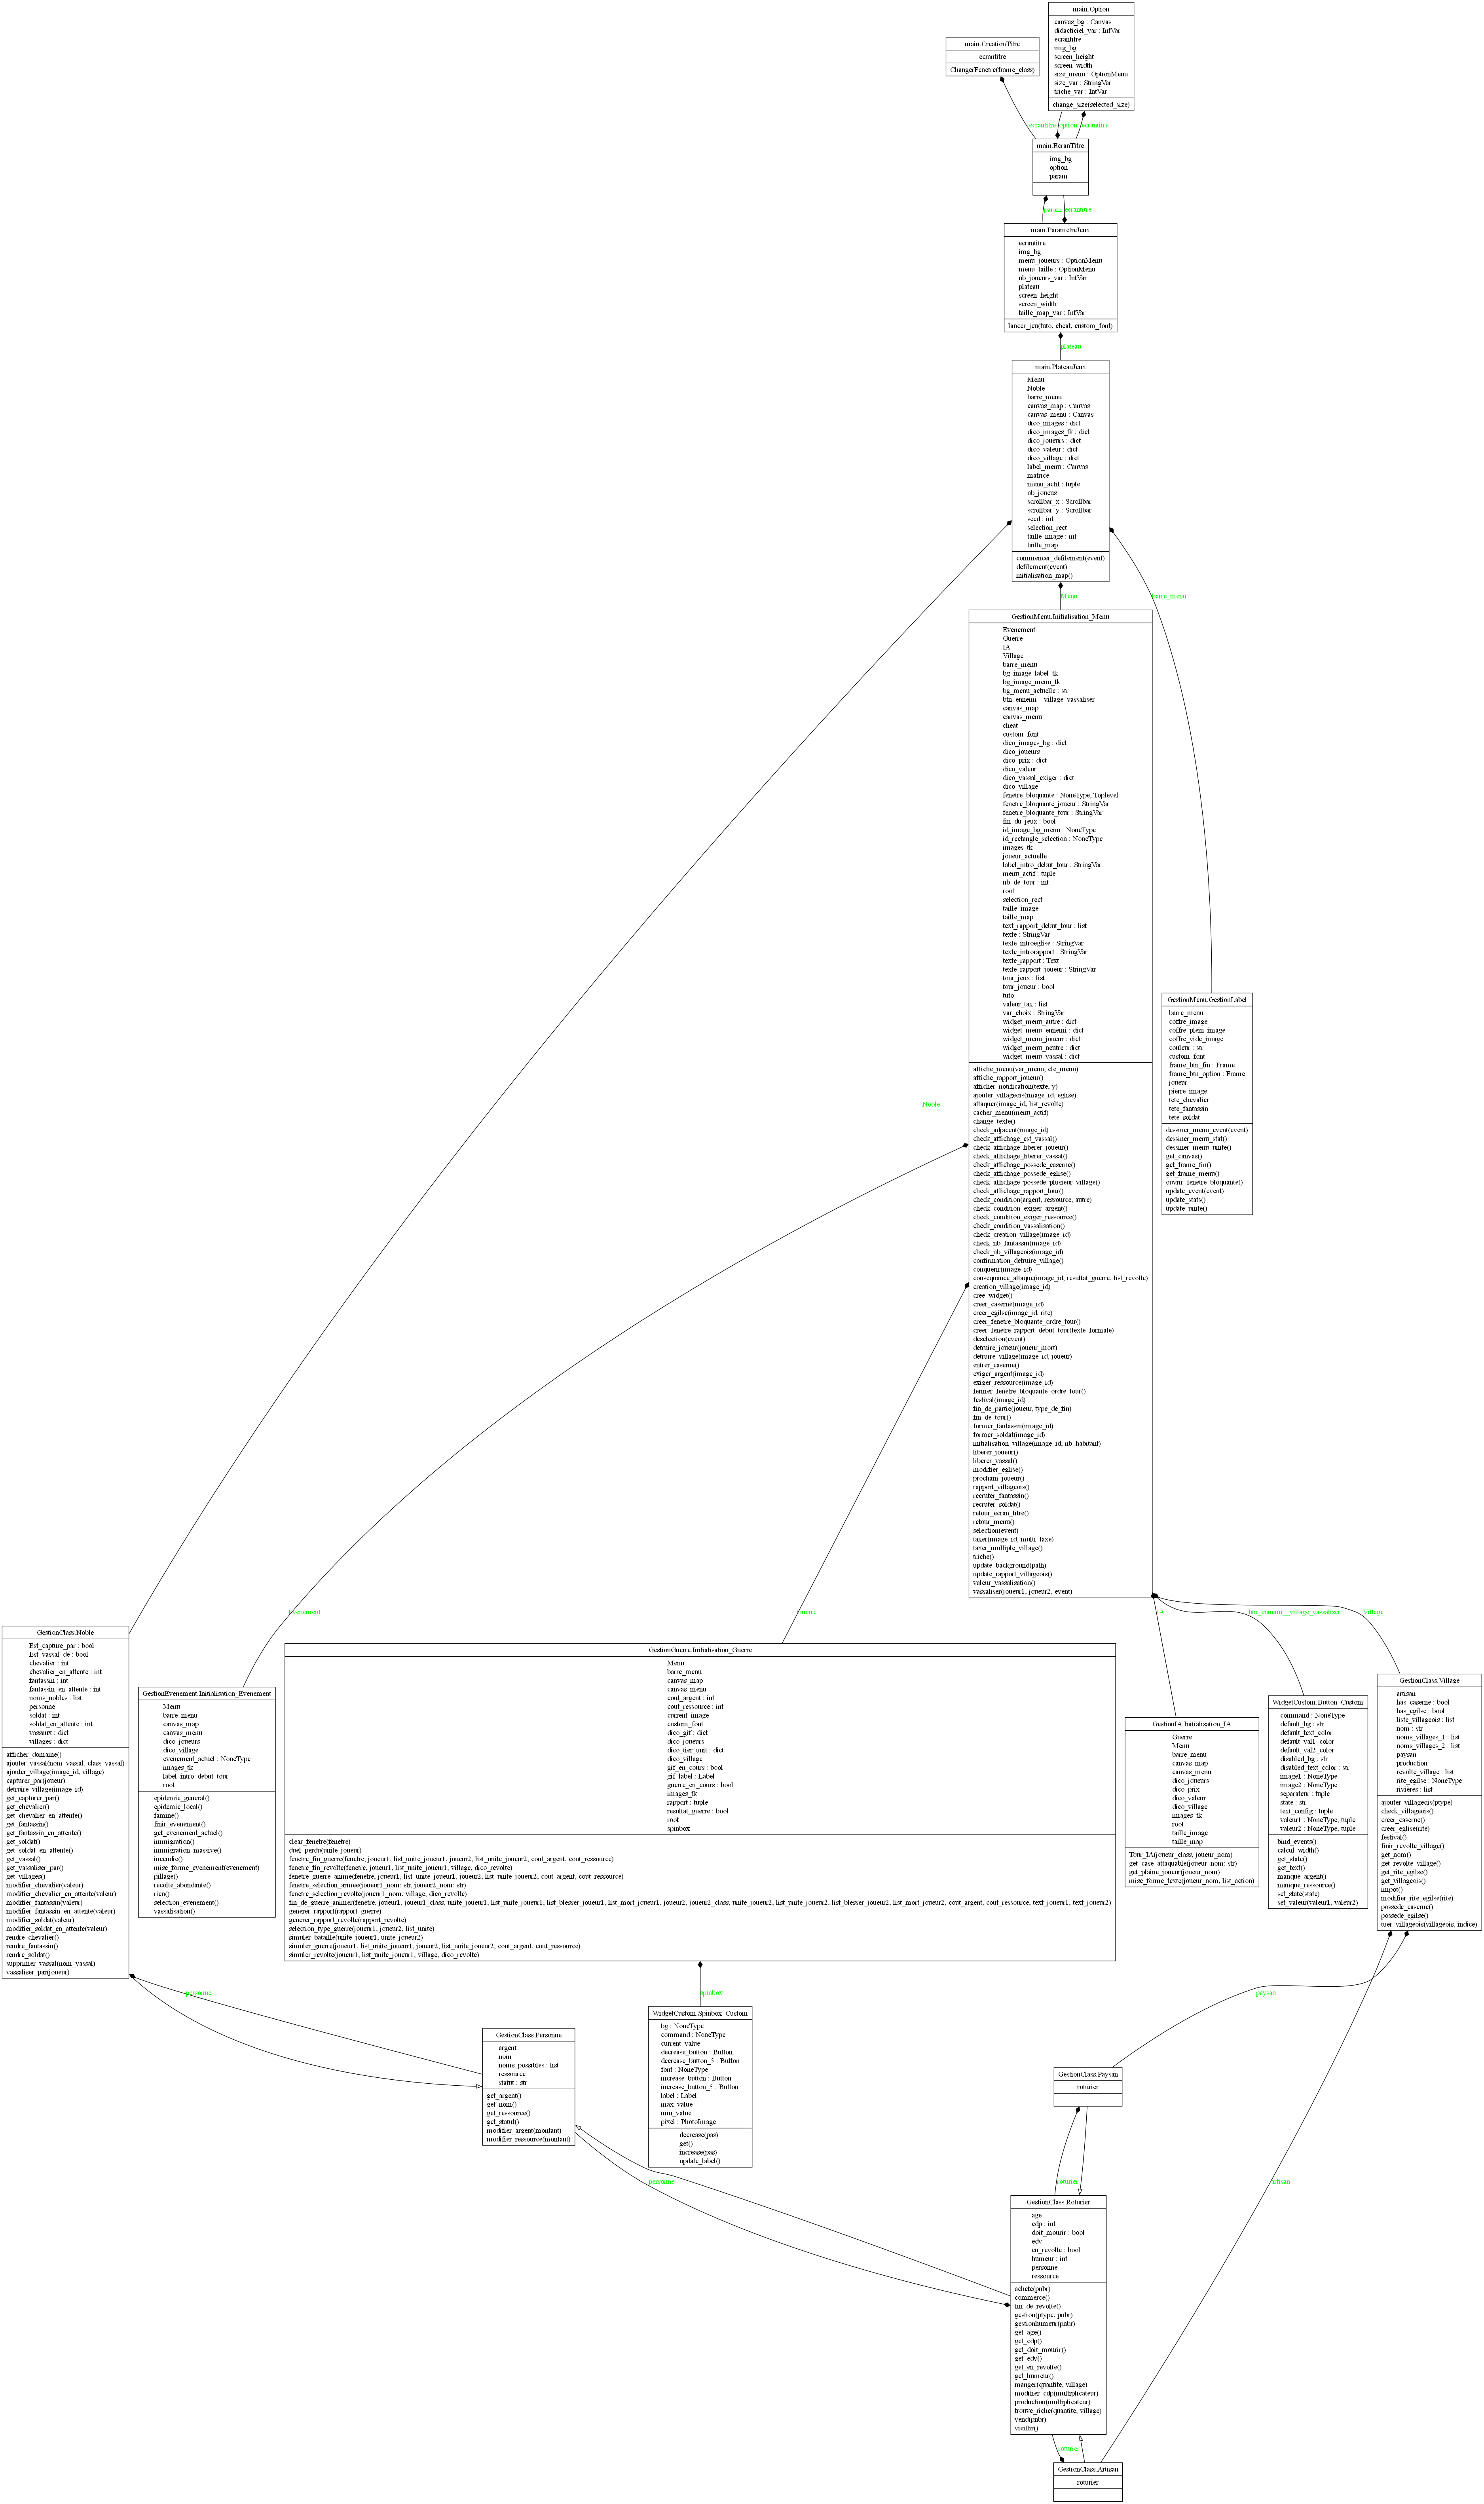 main.Option
canvas_bg : Canvas
didacticiel_var : IntVar
ecrantitre
img_bg
screen_height
screen_width
size_menu : OptionMenu
size_var : StringVar
triche_var : IntVar
change_size(selected_size)
main.CreationTitre
ecrantitre
ChangerFenetre(frame_class)
ecrantitre
option
ecrantitre
main.EcranTitre
img_bg
option
param
param
ecrantitre
main.ParametreJeux
ecrantitre
img_bg
menu_joueurs : OptionMenu
menu_taille : OptionMenu
nb_joueurs_var : IntVar
plateau
screen_height
screen_width
taille_map_var : IntVar
lancer_jeu(tuto, cheat, custom_font)
plateau
main.PlateauJeux
Menu
Noble
barre_menu
canvas_map : Canvas
canvas_menu : Canvas
dico_images : dict
dico_images_tk : dict
dico_joueurs : dict
dico_valeur : dict
dico_village : dict
label_menu : Canvas
matrice
menu_actif : tuple
nb_joueus
scrollbar_x : Scrollbar
scrollbar_y : Scrollbar
seed : int
selection_rect
taille_image : int
taille_map
commencer_defilement(event)
defilement(event)
initialisation_map()
Menu
barre_menu
GestionMenu.Initialisation_Menu
Evenement
Guerre
IA
Village
barre_menu
bg_image_label_tk
bg_image_menu_tk
bg_menu_actuelle : str
btn_ennemi__village_vassaliser
canvas_map
canvas_menu
cheat
custom_font
dico_images_bg : dict
dico_joueurs
dico_prix : dict
dico_valeur
dico_vassal_exiger : dict
dico_village
fenetre_bloquante : NoneType, Toplevel
fenetre_bloquante_joueur : StringVar
fenetre_bloquante_tour : StringVar
fin_du_jeux : bool
id_image_bg_menu : NoneType
id_rectangle_selection : NoneType
images_tk
joueur_actuelle
label_intro_debut_tour : StringVar
menu_actif : tuple
nb_de_tour : int
root
selection_rect
taille_image
taille_map
text_rapport_debut_tour : list
texte : StringVar
texte_introeglise : StringVar
texte_introrapport : StringVar
texte_rapport : Text
texte_rapport_joueur : StringVar
tour_jeux : list
tour_joueur : bool
tuto
valeur_tax : list
var_choix : StringVar
widget_menu_autre : dict
widget_menu_ennemi : dict
widget_menu_joueur : dict
widget_menu_neutre : dict
widget_menu_vassal : dict
affiche_menu(var_menu, cle_menu)
affiche_rapport_joueur()
afficher_notification(texte, y)
ajouter_villageois(image_id, eglise)
attaquer(image_id, list_revolte)
cacher_menu(menu_actif)
change_texte()
check_adjacent(image_id)
check_affichage_est_vassal()
check_affichage_liberer_joueur()
check_affichage_liberer_vassal()
check_affichage_possede_caserne()
check_affichage_possede_eglise()
check_affichage_possede_plusieur_village()
check_affichage_rapport_tour()
check_condition(argent, ressource, autre)
check_condition_exiger_argent()
check_condition_exiger_ressource()
check_condition_vassalisation()
check_creation_village(image_id)
check_nb_fantassin(image_id)
check_nb_villageois(image_id)
confirmation_detruire_village()
conquerir(image_id)
consequance_attaque(image_id, resultat_guerre, list_revolte)
creation_village(image_id)
cree_widget()
creer_caserne(image_id)
creer_eglise(image_id, rite)
creer_fenetre_bloquante_ordre_tour()
creer_fenetre_rapport_debut_tour(texte_formate)
deselection(event)
detruire_joueur(joueur_mort)
detruire_village(image_id, joueur)
entrer_caserne()
exiger_argent(image_id)
exiger_ressource(image_id)
fermer_fenetre_bloquante_ordre_tour()
festival(image_id)
fin_de_partie(joueur, type_de_fin)
fin_de_tour()
former_fantassin(image_id)
former_soldat(image_id)
initialisation_village(image_id, nb_habitant)
liberer_joueur()
liberer_vassal()
modifier_eglise()
prochain_joueur()
rapport_villageois()
recruter_fantassin()
recruter_soldat()
retour_ecran_titre()
retour_menu()
selection(event)
taxer(image_id, multi_taxe)
taxer_multiple_village()
triche()
update_background(path)
update_rapport_villageois()
valeur_vassalisation()
vassaliser(joueur1, joueur2, event)
GestionMenu.GestionLabel
barre_menu
coffre_image
coffre_plein_image
coffre_vide_image
couleur : str
custom_font
frame_btn_fin : Frame
frame_btn_option : Frame
joueur
pierre_image
tete_chevalier
tete_fantassin
tete_soldat
dessiner_menu_event(event)
dessiner_menu_stat()
dessiner_menu_unite()
get_canvas()
get_frame_fin()
get_frame_menu()
ouvrir_fenetre_bloquante()
update_event(event)
update_stats()
update_unite()
Noble
Evenement
Guerre
IA
btn_ennemi__village_vassaliser
Village
GestionClass.Noble
Est_capture_par : bool
Est_vassal_de : bool
chevalier : int
chevalier_en_attente : int
fantassin : int
fantassin_en_attente : int
noms_nobles : list
personne
soldat : int
soldat_en_attente : int
vassaux : dict
villages : dict
afficher_domaine()
ajouter_vassal(nom_vassal, class_vassal)
ajouter_village(image_id, village)
capturer_par(joueur)
detruire_village(image_id)
get_capturer_par()
get_chevalier()
get_chevalier_en_attente()
get_fantassin()
get_fantassin_en_attente()
get_soldat()
get_soldat_en_attente()
get_vassal()
get_vassaliser_par()
get_villages()
modifier_chevalier(valeur)
modifier_chevalier_en_attente(valeur)
modifier_fantassin(valeur)
modifier_fantassin_en_attente(valeur)
modifier_soldat(valeur)
modifier_soldat_en_attente(valeur)
rendre_chevalier()
rendre_fantassin()
rendre_soldat()
supprimer_vassal(nom_vassal)
vassaliser_par(joueur)
GestionEvenement.Initialisation_Evenement
Menu
barre_menu
canvas_map
canvas_menu
dico_joueurs
dico_village
evenement_actuel : NoneType
images_tk
label_intro_debut_tour
root
epidemie_general()
epidemie_local()
famine()
finir_evenement()
get_evenement_actuel()
immigration()
immigration_massive()
incendie()
mise_forme_evenement(evenement)
pillage()
recolte_abondante()
rien()
selection_evenement()
vassalisation()
GestionGuerre.Initialisation_Guerre
Menu
barre_menu
canvas_map
canvas_menu
cout_argent : int
cout_ressource : int
current_image
custom_font
dico_gif : dict
dico_joueurs
dico_tier_unit : dict
dico_village
gif_en_cours : bool
gif_label : Label
guerre_en_cours : bool
images_tk
rapport : tuple
resultat_guerre : bool
root
spinbox
clear_fenetre(fenetre)
duel_perdu(unite_joueur)
fenetre_fin_guerre(fenetre, joueur1, list_unite_joueur1, joueur2, list_unite_joueur2, cout_argent, cout_ressource)
fenetre_fin_revolte(fenetre, joueur1, list_unite_joueur1, village, dico_revolte)
fenetre_guerre_anime(fenetre, joueur1, list_unite_joueur1, joueur2, list_unite_joueur2, cout_argent, cout_ressource)
fenetre_selection_armee(joueur1_nom: str, joueur2_nom: str)
fenetre_selection_revolte(joueur1_nom, village, dico_revolte)
fin_de_guerre_animer(fenetre, joueur1, joueur1_class, unite_joueur1, list_unite_joueur1, list_blesser_joueur1, list_mort_joueur1, joueur2, joueur2_class, unite_joueur2, list_unite_joueur2, list_blesser_joueur2, list_mort_joueur2, cout_argent, cout_ressource, text_joueur1, text_joueur2)
generer_rapport(rapport_guerre)
generer_rapport_revolte(rapport_revolte)
selection_type_guerre(joueur1, joueur2, list_unite)
simuler_bataille(unite_joueur1, unite_joueur2)
simuler_guerre(joueur1, list_unite_joueur1, joueur2, list_unite_joueur2, cout_argent, cout_ressource)
simuler_revolte(joueur1, list_unite_joueur1, village, dico_revolte)
GestionIA.Initialisation_IA
Guerre
Menu
barre_menu
canvas_map
canvas_menu
dico_joueurs
dico_prix
dico_valeur
dico_village
images_tk
root
taille_image
taille_map
Tour_IA(joueur_class, joueur_nom)
get_case_attaquable(joueur_nom: str)
get_plaine_joueur(joueur_nom)
mise_forme_texte(joueur_nom, list_action)
WidgetCustom.Button_Custom
command : NoneType
default_bg : str
default_text_color
default_val1_color
default_val2_color
disabled_bg : str
disabled_text_color : str
image1 : NoneType
image2 : NoneType
separateur : tuple
state : str
text_config : tuple
valeur1 : NoneType, tuple
valeur2 : NoneType, tuple
bind_events()
calcul_width()
get_state()
get_text()
manque_argent()
manque_ressource()
set_state(state)
set_valeur(valeur1, valeur2)
GestionClass.Village
artisan
has_caserne : bool
has_eglise : bool
liste_villageois : list
nom : str
noms_villages_1 : list
noms_villages_2 : list
paysan
production
revolte_village : list
rite_eglise : NoneType
rivières : list
ajouter_villageois(ptype)
check_villageois()
creer_caserne()
creer_eglise(rite)
festival()
finir_revolte_village()
get_nom()
get_revolte_village()
get_rite_eglise()
get_villageois()
impot()
modifier_rite_eglise(rite)
possede_caserne()
possede_eglise()
tuer_villageois(villageois, indice)
personne
spinbox
paysan
GestionClass.Personne
argent
nom
noms_possibles : list
ressource
statut : str
get_argent()
get_nom()
get_ressource()
get_statut()
modifier_argent(montant)
modifier_ressource(montant)
WidgetCustom.Spinbox_Custom
bg : NoneType
command : NoneType
current_value
decrease_button : Button
decrease_button_5 : Button
font : NoneType
increase_button : Button
increase_button_5 : Button
label : Label
max_value
min_value
pixel : PhotoImage
decrease(pas)
get()
increase(pas)
update_label()
GestionClass.Paysan
roturier
personne
roturier
artisan
GestionClass.Roturier
age
cdp : int
doit_mourir : bool
edv
en_revolte : bool
humeur : int
personne
ressource
achete(pnbr)
commerce()
fin_de_revolte()
gestion(ptype, pnbr)
gestionhumeur(pnbr)
get_age()
get_cdp()
get_doit_mourir()
get_edv()
get_en_revolte()
get_humeur()
manger(quantite, village)
modifier_cdp(multiplicateur)
production(multiplicateur)
trouve_riche(quantite, village)
vend(pnbr)
vieillir()
roturier
GestionClass.Artisan
roturier